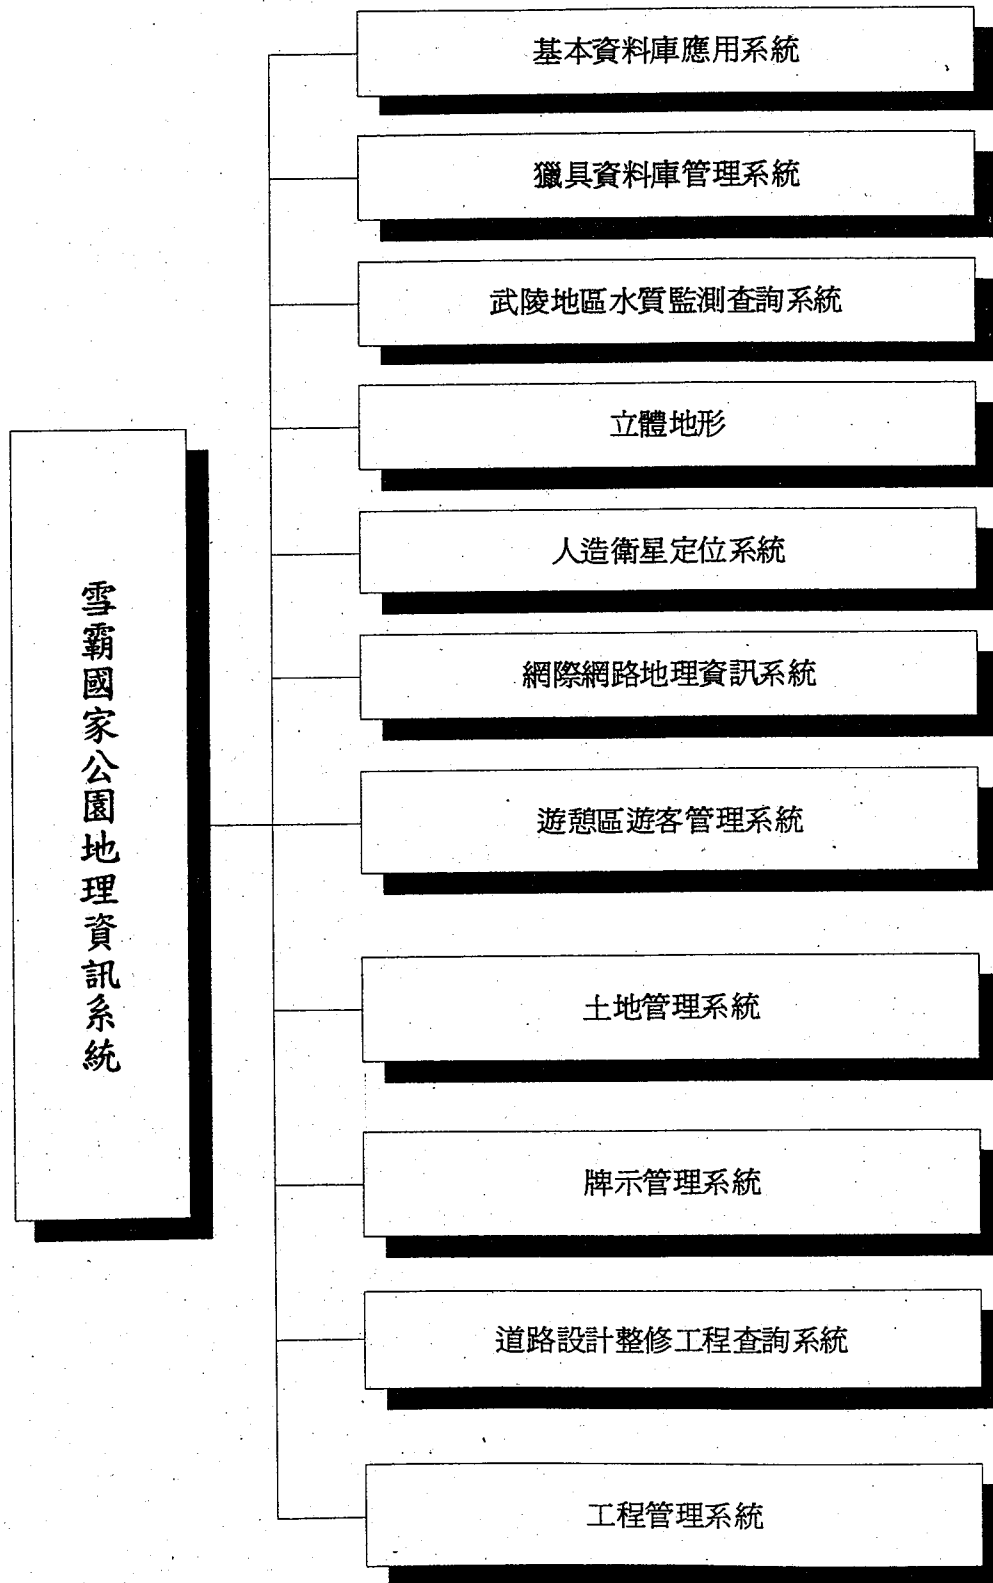 雪霸國家公園地理資訊系統
基本資料庫應用系統
獵具資料庫管理系統
武陵地區水質監測查詢系統
立體地形
人造衛星定位系統
網際網路地理資訊系統
遊憩區遊客管理系統
土地管理系統
牌示管理系統
道路設計整修工程查詢系統
工程管理系統